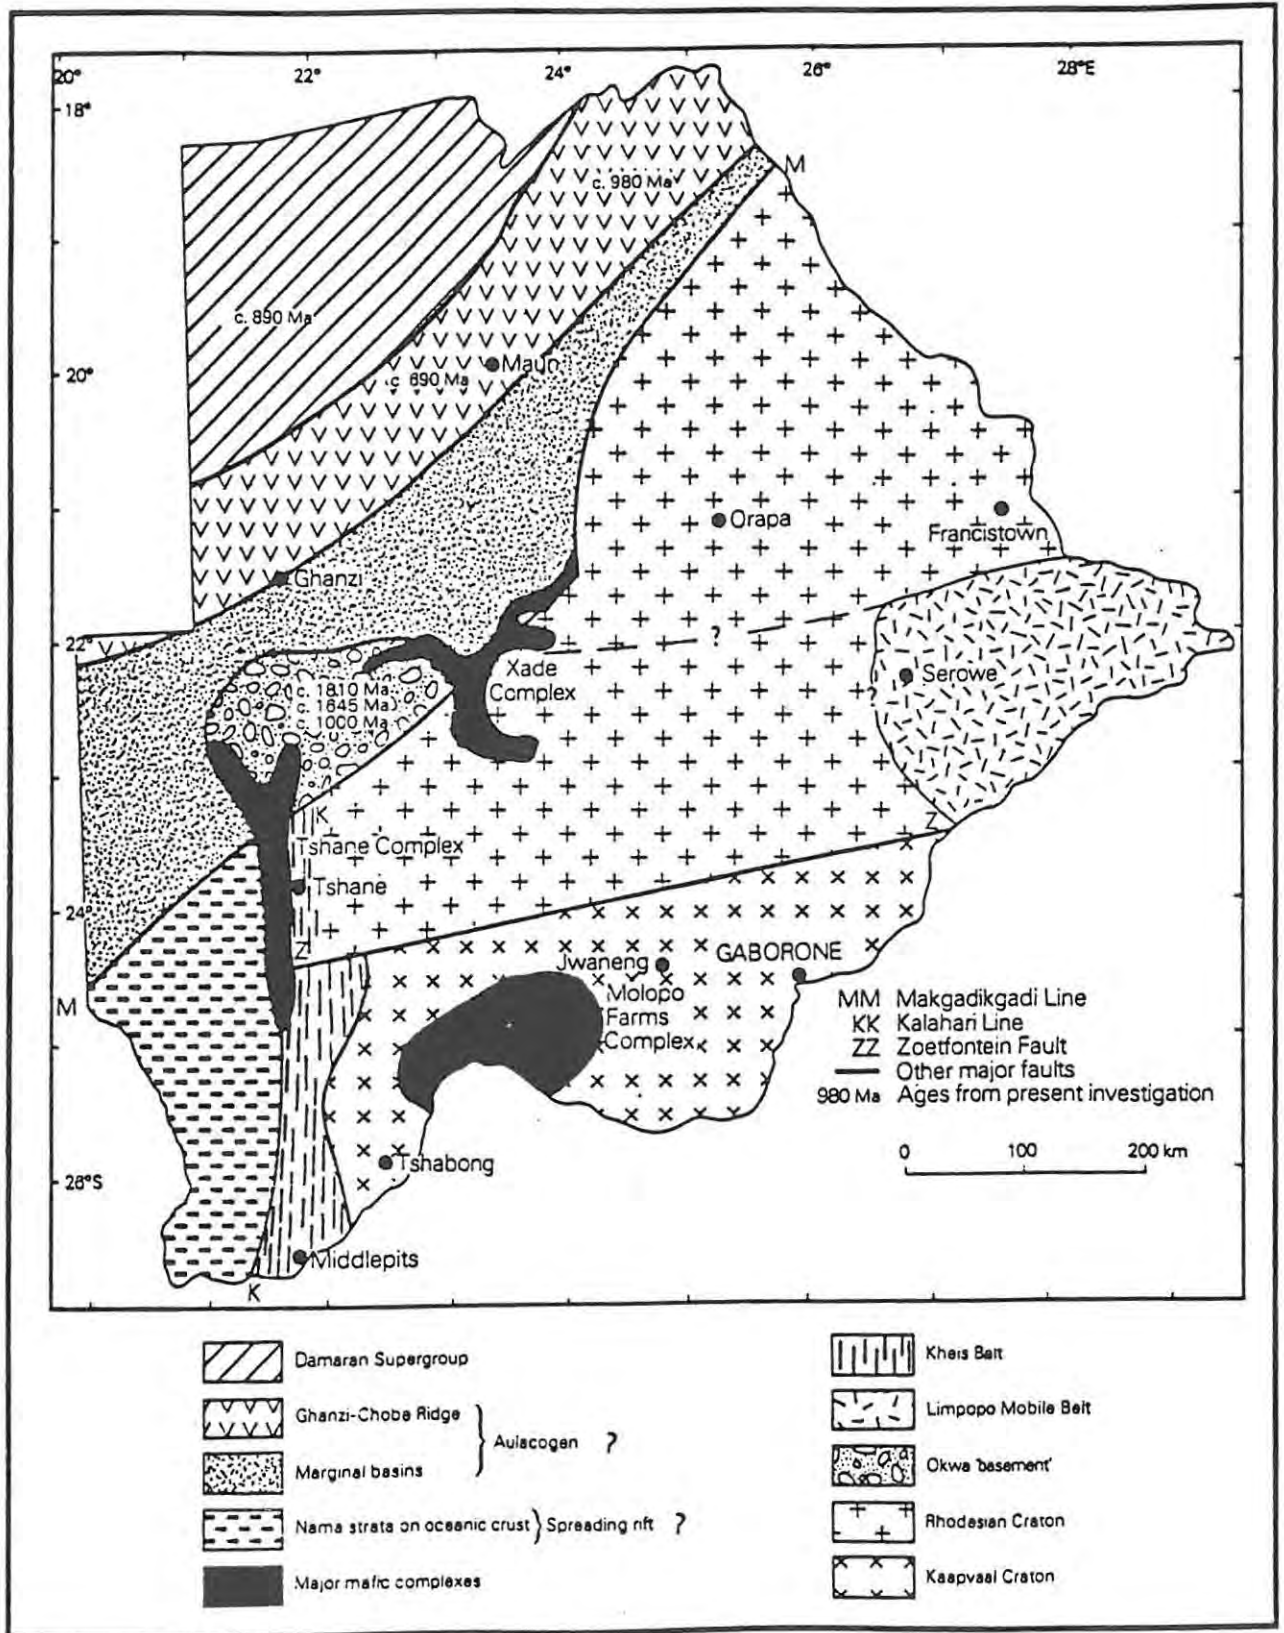 20° 22° 24° 26° 28°E
18°
M
c. 980 Ma
c. 890 Ma
Maun
20°
c. 890 Ma
Orapa
Francistown
Ghanzi
22°
?
Xade
Complex
Serowe
c. 1810 Ma
c. 1845 Ma
c. 1000 Ma
K
Z
Tshane Complex
Tshane
24°
Z
Jwaneng
GABORONE
M
Molopo
Farms
Complex
MM Makgadikgadi Line
KK Kalahari Line
ZZ Zoetfontein Fault
Other major faults
980 Ma Ages from present investigation
0 100 200 km
Tshabong
28°S
Middlepits
K
Damaran Supergroup
Ghanzi-Chobe Ridge
Aulacogen ?
Marginal basins
Nama strata on oceanic crust } Spreading rift ?
Major mafic complexes
Kheis Belt
Limpopo Mobile Belt
Okwa 'basement'
Rhodesian Craton
Kaapvaal Craton